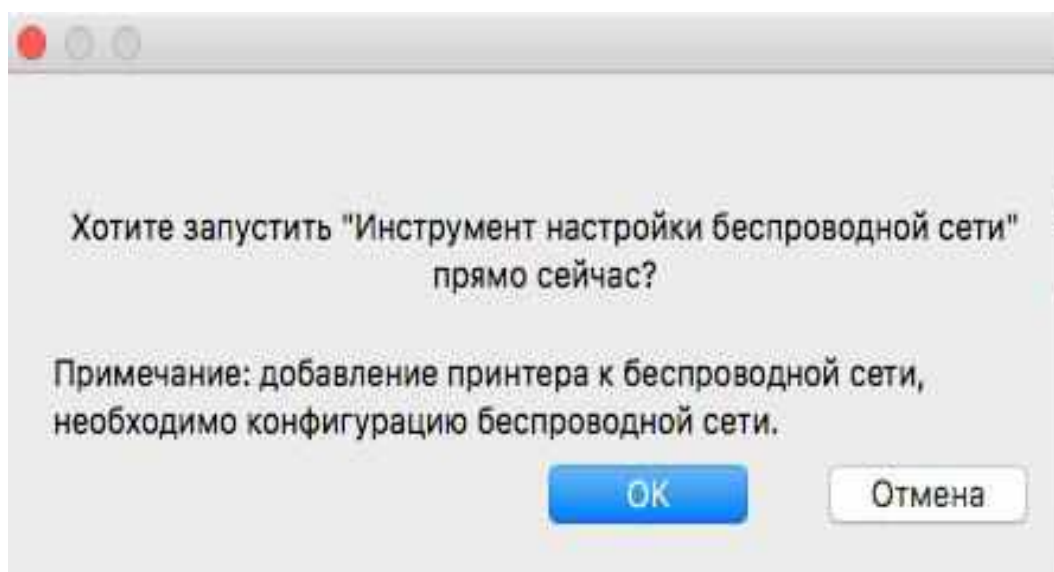 Хотите запустить "Инструмент настройки беспроводной сети"
прямо сейчас?
Примечание: добавление принтера к беспроводной сети,
необходимо конфигурацию беспроводной сети.
OK
Отмена